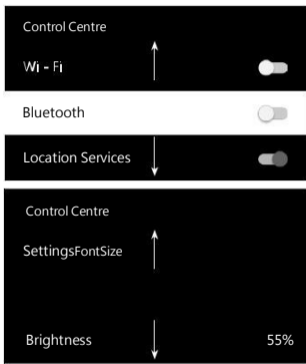 Control Centre
Wi - Fi
Bluetooth
Location Services
Control Centre
SettingsFontSize
Brightness 55%